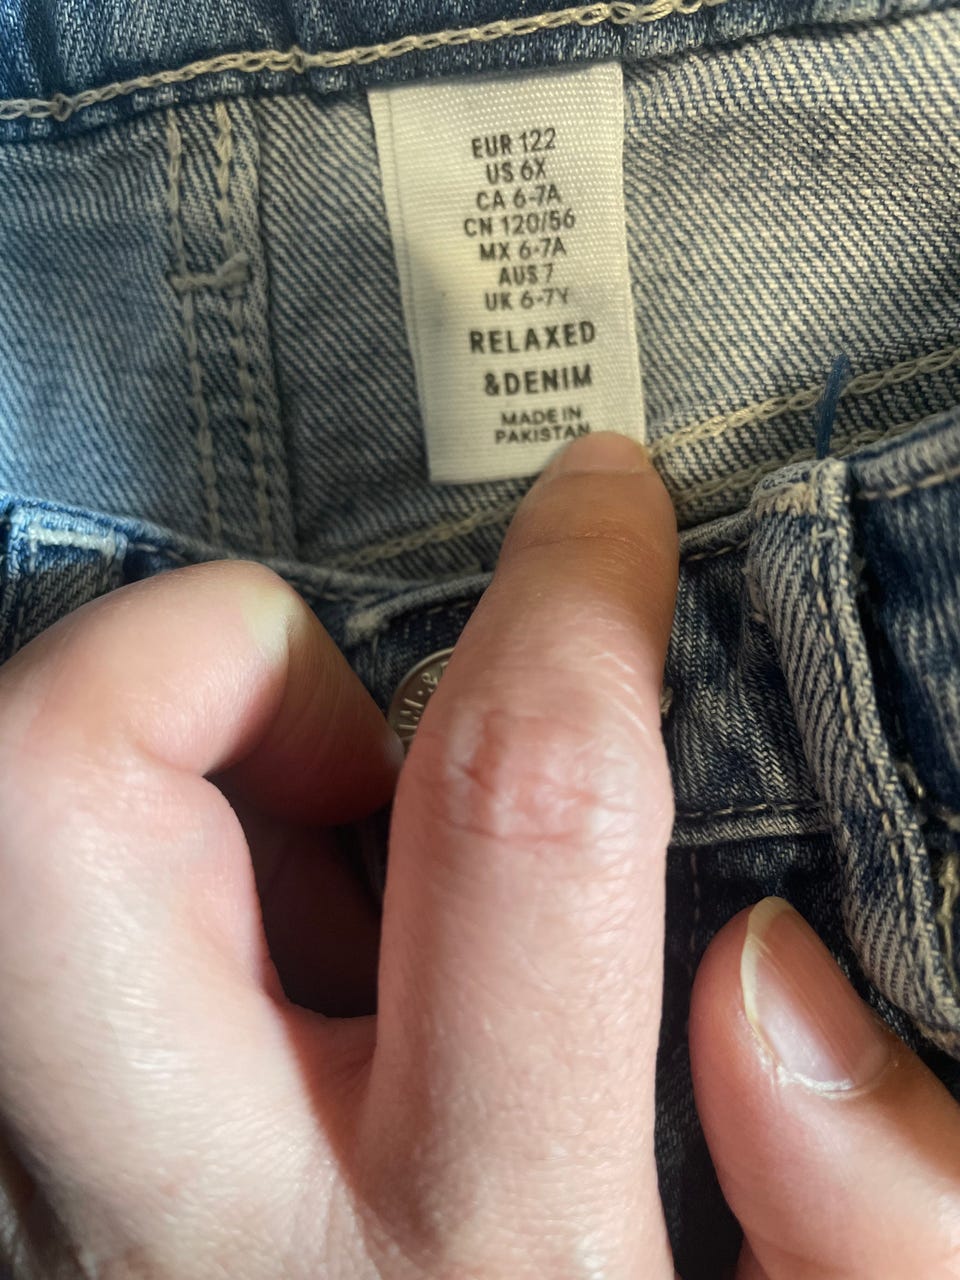 EUR 122
US 6X
CA 6-7A
CN 120/56
MX 6-7A
AUS 7
UK 6-7Y
RELAXED
&DENIM
MADE IN
PAKISTAN